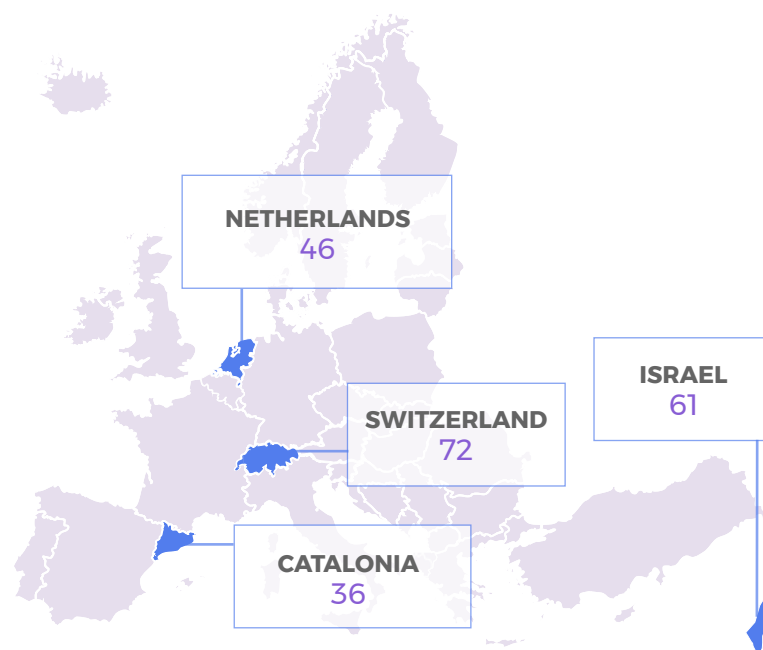 NETHERLANDS
46
ISRAEL
61
SWITZERLAND
72
CATALONIA
36